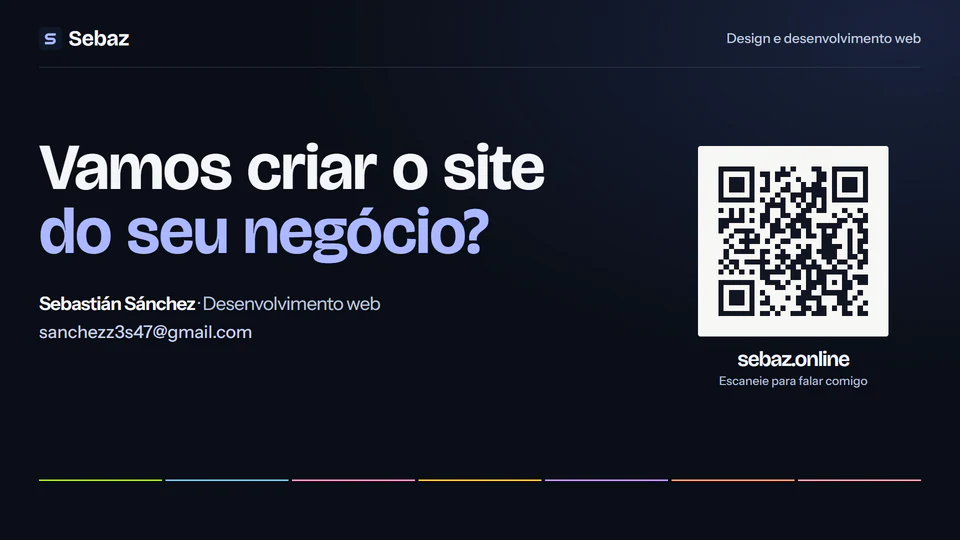 S Sebaz
Design e desenvolvimento web
Vamos criar o site
do seu negócio?
Sebastián Sánchez · Desenvolvimento web
sanchezz3s47@gmail.com
sebaz.online
Escaneie para falar comigo